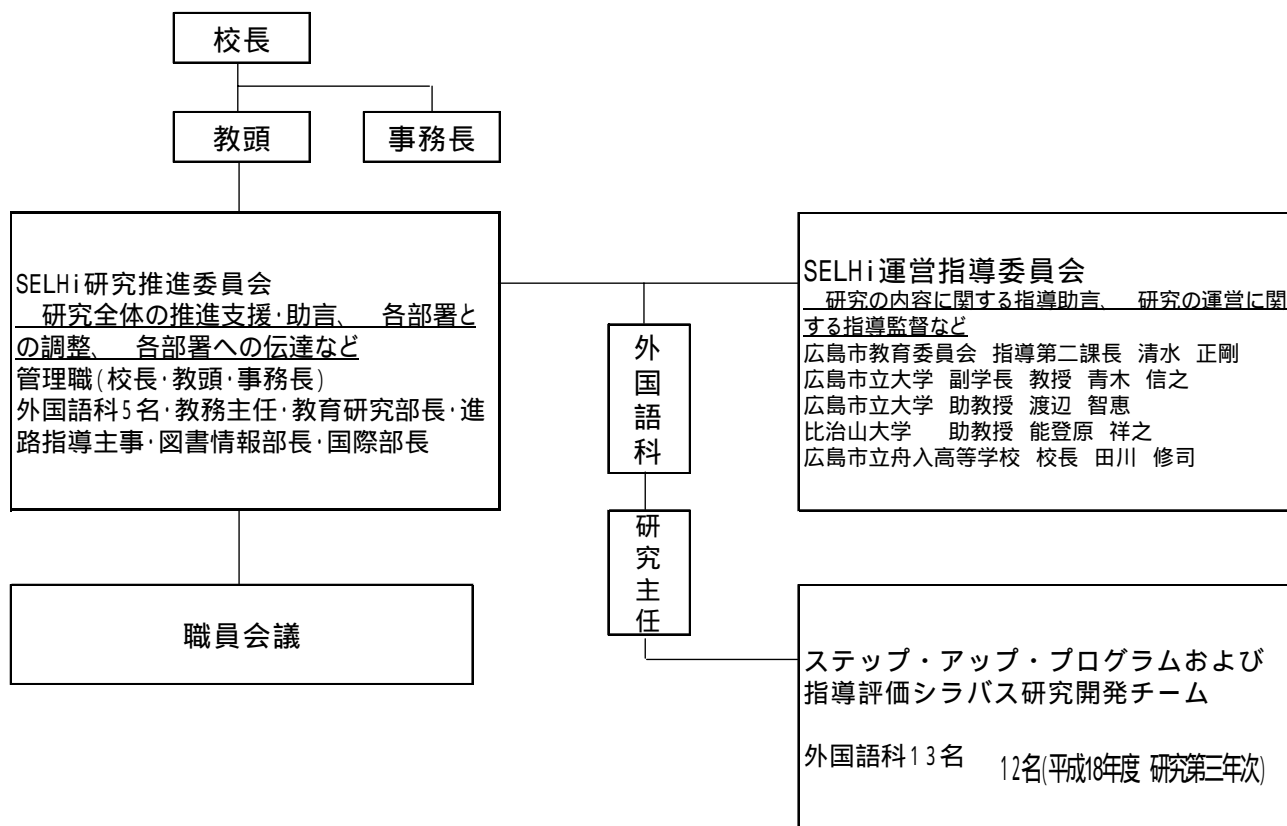 校長
教頭
事務長
SELHi研究推進委員会
研究全体の推進支援・助言、 各部署と
の調整、 各部署への伝達など
管理職(校長・教頭・事務長)
外国語科5名・教務主任・教育研究部長・進
路指導主事・図書情報部長・国際部長
職員会議
外国語科
研究主任
SELHi運営指導委員会
研究の内容に関する指導助言、 研究の運営に関
する指導監督など
広島市教育委員会 指導第二課長 清水 正剛
広島市立大学 副学長 教授 青木 信之
広島市立大学 助教授 渡辺 智恵
比治山大学 助教授 能登原 祥之
広島市立舟入高等学校 校長 田川 修司
ステップ・アップ・プログラムおよび
指導評価シラバス研究開発チーム
外国語科13名 12名(平成18年度 研究第三年次)